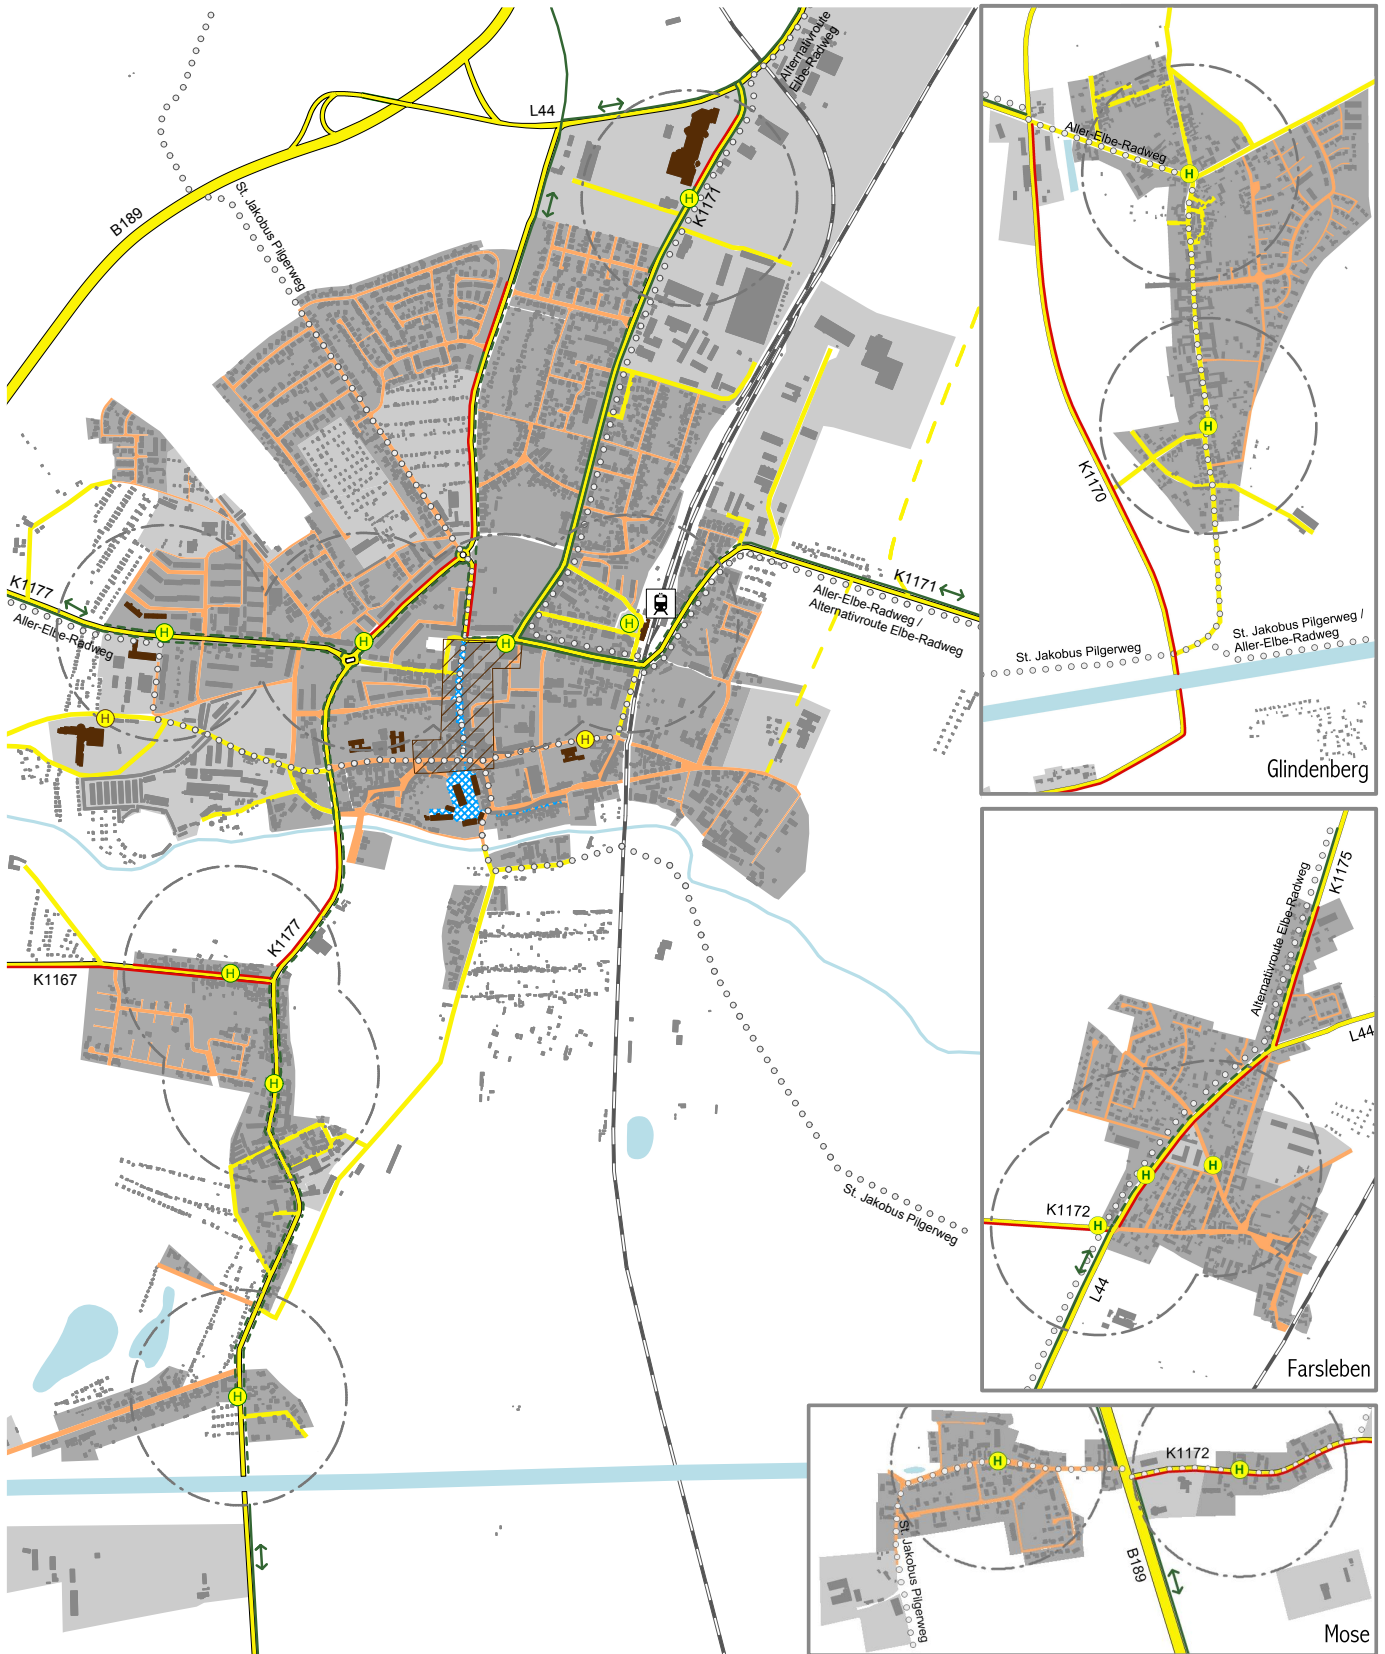 Alternativroute
Elbe-Radweg
L44
B189
St. Jakobus Pilgerweg
K1171
H
K1177
Aller-Elbe-Radweg
H
H
H
H
K1171
Aller-Elbe-Radweg /
Alternativroute Elbe-Radweg
H
H
K1177
K1167
H
H
St. Jakobus Pilgerweg
H
Aller-Elbe-Radweg
H
H
K1170
St. Jakobus Pilgerweg
St. Jakobus Pilgerweg /
Aller-Elbe-Radweg
Glindenberg
Alternativroute Elbe-Radweg
K1175
L44
H
H
K1172
H
L44
Farsleben
K1172
H
H
St. Jakobus Pilgerweg
B189
Mose